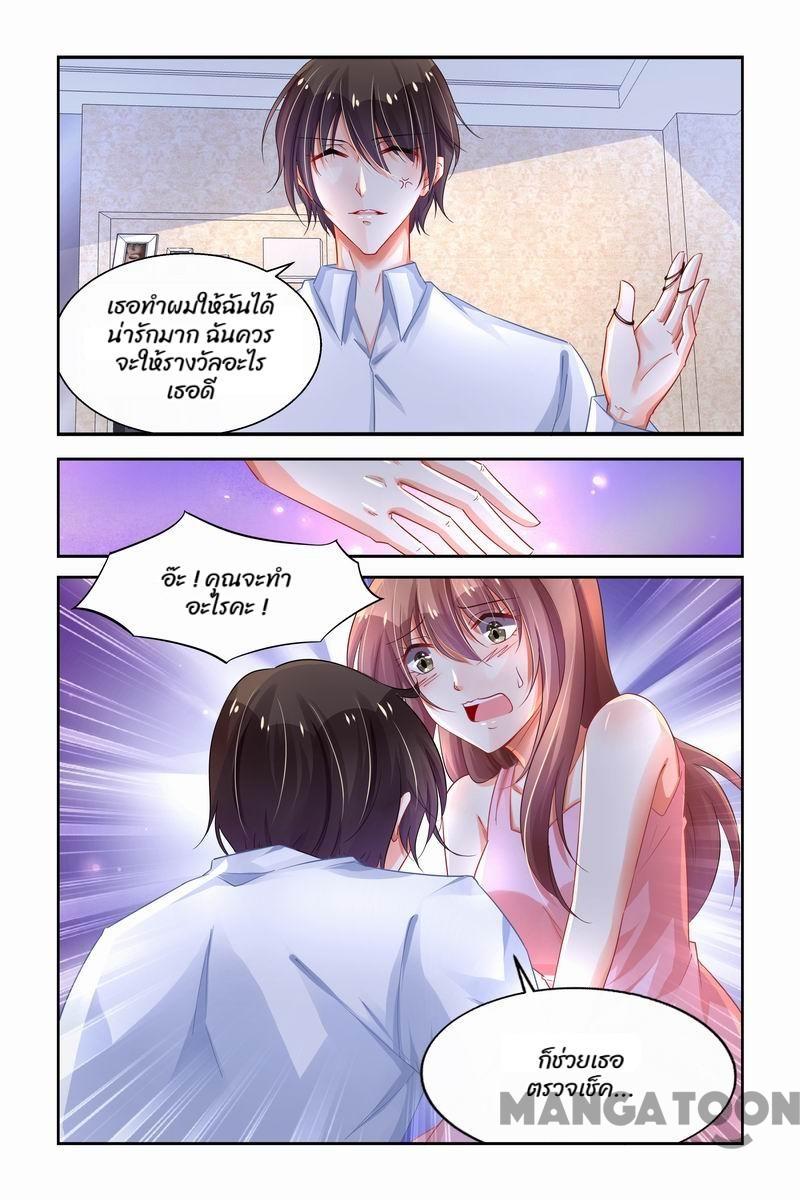 เธอทำผมให้ฉันได้
น่ารักมาก ฉันควร
จะให้รางวัลอะไร
เธอดี
อ๊ะ ! คุณจะทำ
อะไรคะ !
ก็ช่วยเธอ
ตรวจเช็ค...
MANGATOON